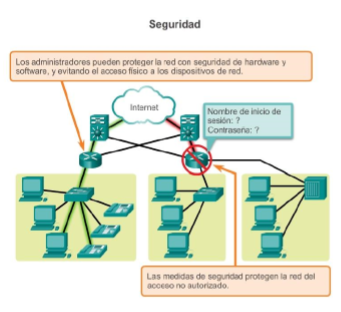 Seguridad
Los administradores pueden proteger la red con seguridad de hardware y
software, y evitando el acceso físico a los dispositivos de red.
Internet
Nombre de inicio de
sesión: ?
Contraseña: ?
Las medidas de seguridad protegen la red del
acceso no autorizado.